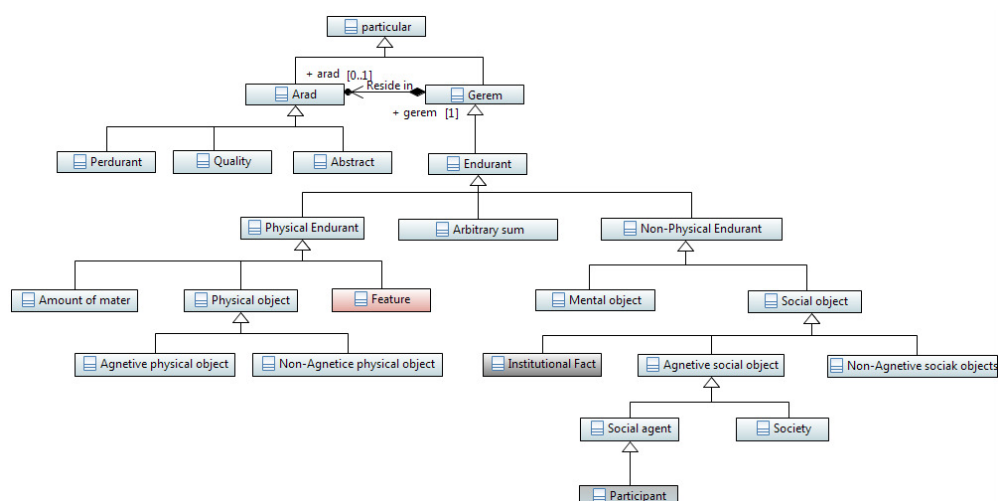 particular
+ arad [0..1]
Reside in
Arad
Gerem
+ gerem [1]
Perdurant
Quality
Abstract
Endurant
Physical Endurant
Arbitrary sum
Non-Physical Endurant
Amount of mater
Physical object
Feature
Mental object
Social object
Agnetive physical object
Non-Agnetice physical object
Institutional Fact
Agnetive social object
Non-Agnetive sociak objects
Social agent
Society
Participant